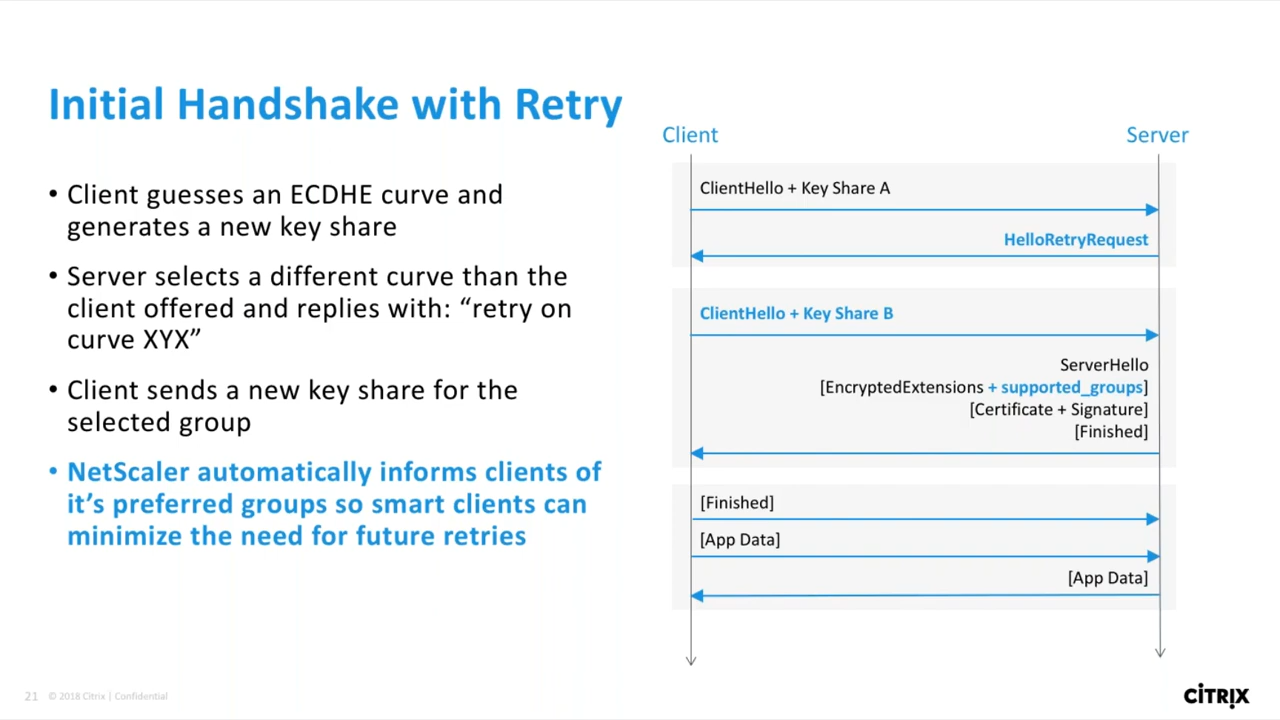 Initial Handshake with Retry
• Client guesses an ECDHE curve and
generates a new key share
• Server selects a different curve than the
client offered and replies with: “retry on
curve XYX”
• Client sends a new key share for the
selected group
• NetScaler automatically informs clients of
it’s preferred groups so smart clients can
minimize the need for future retries
Client
Server
ClientHello + Key Share A
HelloRetryRequest
ClientHello + Key Share B
ServerHello
[EncryptedExtensions + supported_groups]
[Certificate + Signature]
[Finished]
[Finished]
[App Data]
[App Data]
21 © 2018 Citrix | Confidential
CITRIX